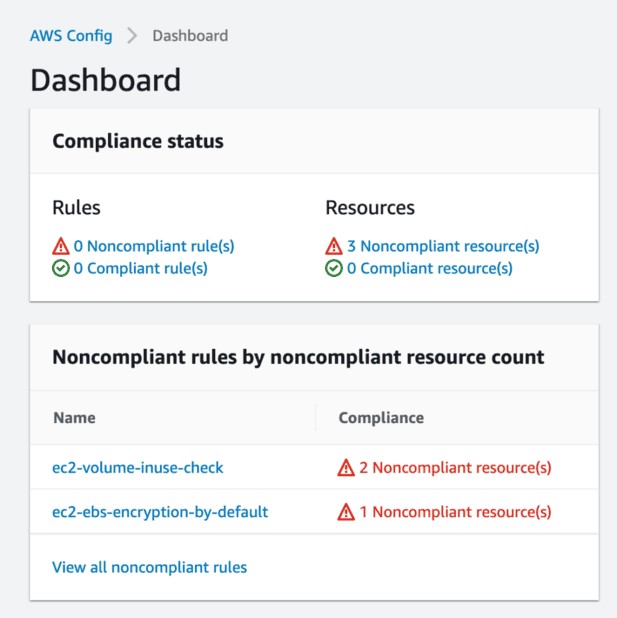 AWS Config > Dashboard
Dashboard
Compliance status
Rules Resources
0 Noncompliant rule(s) 3 Noncompliant resource(s)
0 Compliant rule(s) 0 Compliant resource(s)
Noncompliant rules by noncompliant resource count
Name Compliance
ec2-volume-inuse-check 2 Noncompliant resource(s)
ec2-ebs-encryption-by-default 1 Noncompliant resource(s)
View all noncompliant rules